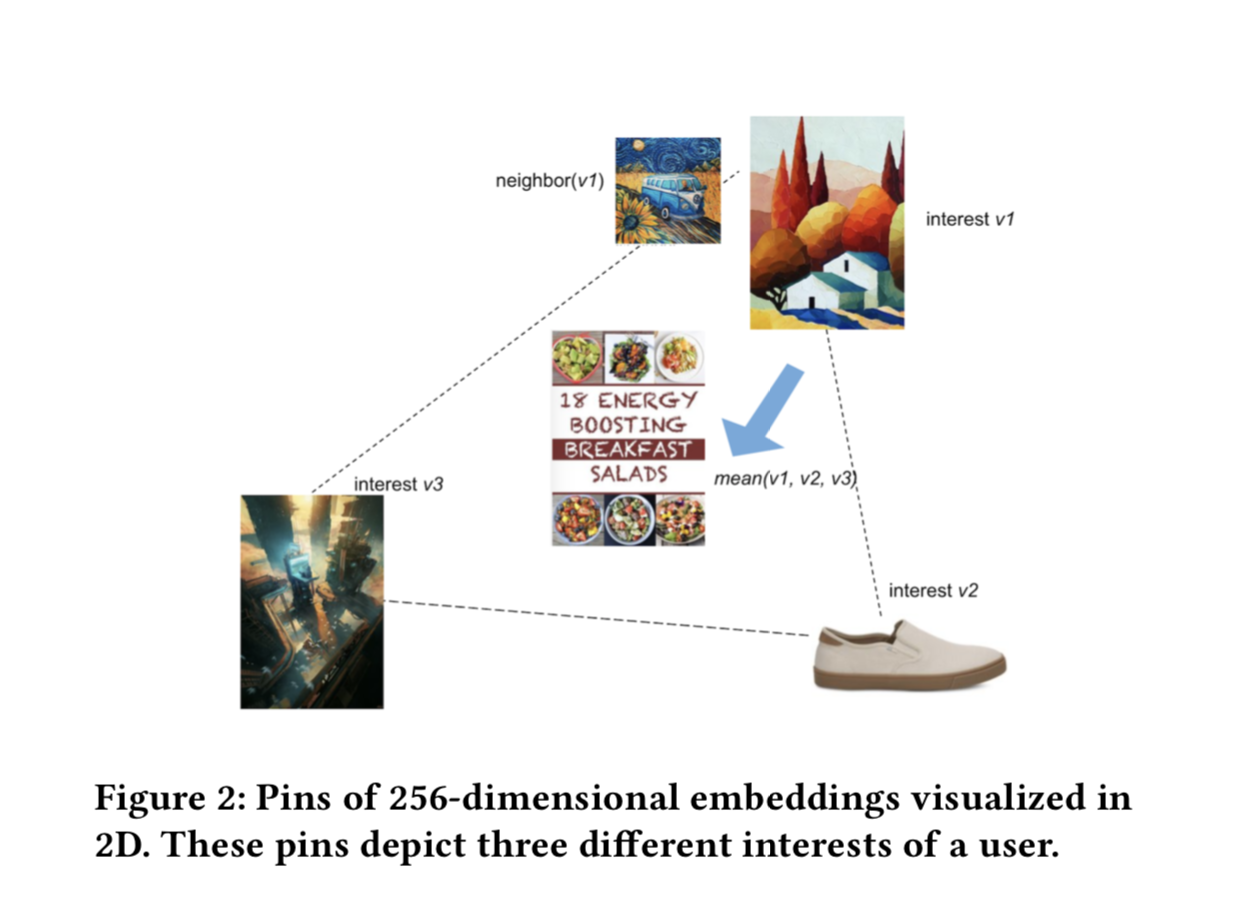 neighbor(v1)
interest v1
18 ENERGY
BOOSTING
BREAKFAST
SALADS
mean(v1, v2, v3)
interest v3
interest v2
Figure 2: Pins of 256-dimensional embeddings visualized in
2D. These pins depict three different interests of a user.